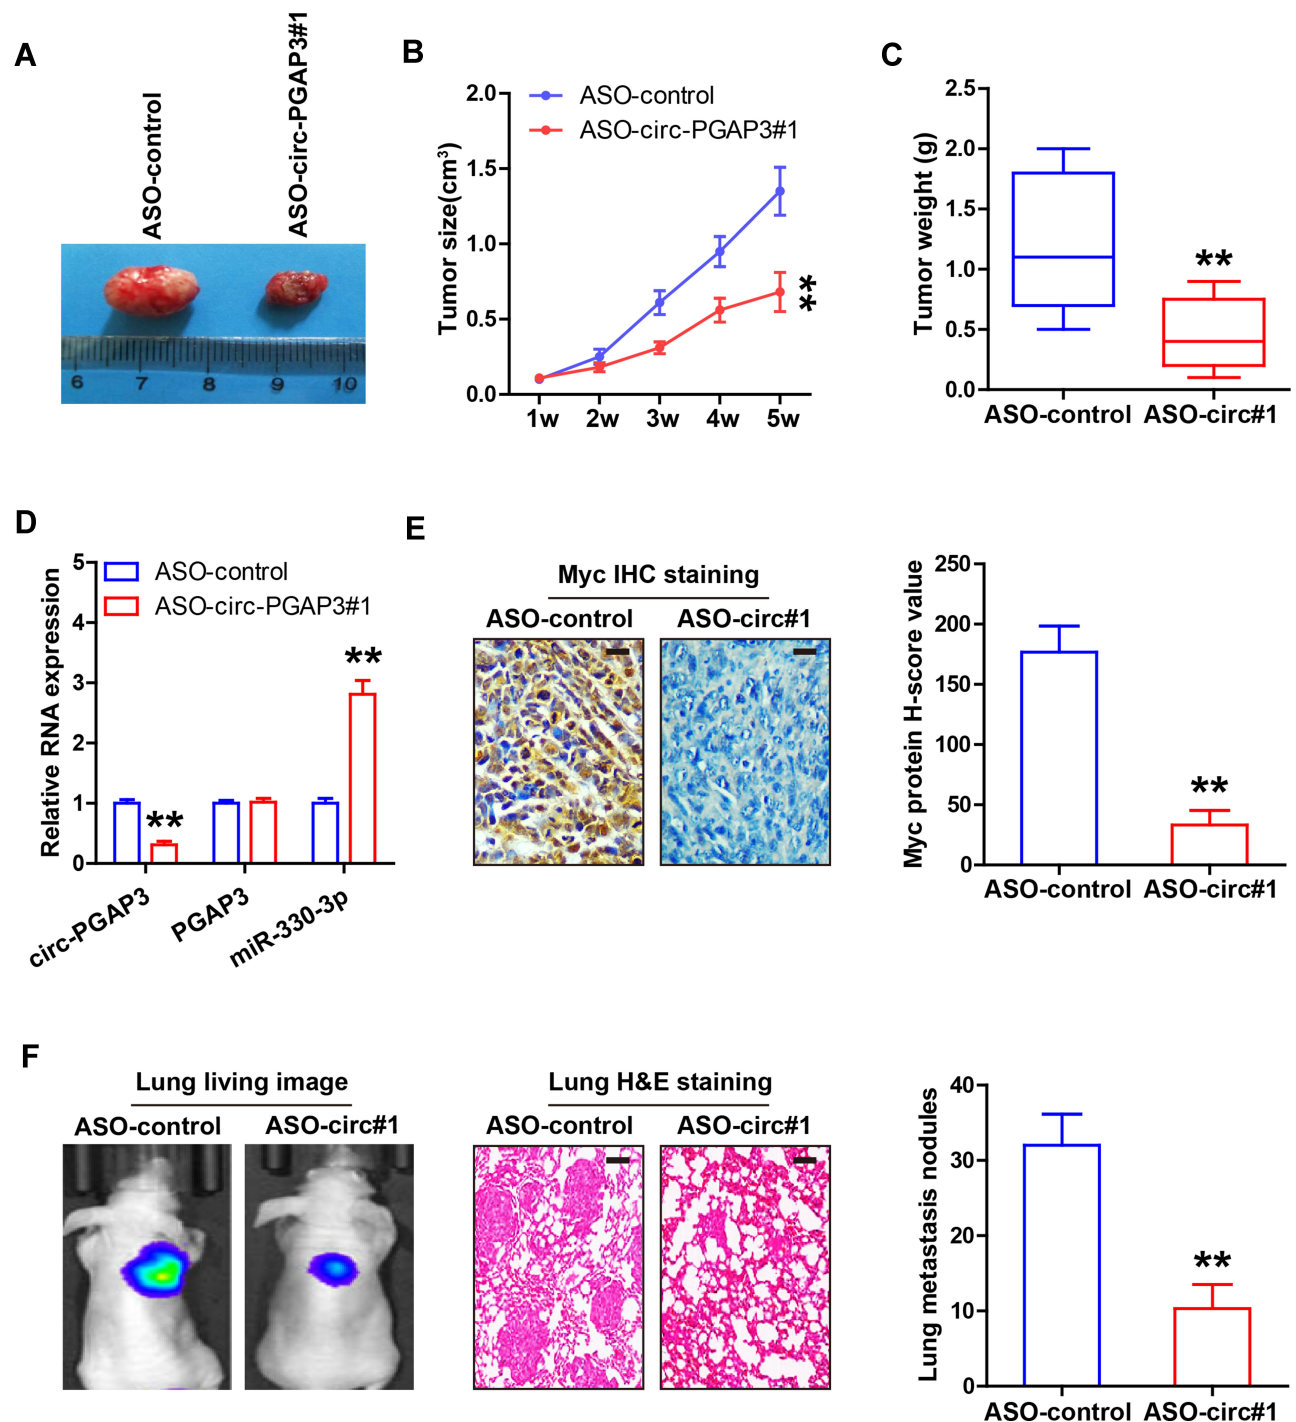 A
ASO-control
ASO-circ-PGAP3#1
6 7 8 9 10
B
ASO-control
ASO-circ-PGAP3#1
Tumor size(cm³)
2.0
1.5
1.0
0.5
0.0
1w 2w 3w 4w 5w
**
C
Tumor weight (g)
2.5
2.0
1.5
1.0
0.5
0.0
**
ASO-control ASO-circ#1
D
Relative RNA expression
5
4
3
2
1
0
ASO-control
ASO-circ-PGAP3#1
**
**
circ-PGAP3
PGAP3
miR-330-3p
E
Myc IHC staining
ASO-control ASO-circ#1
Myc protein H-score value
250
200
150
100
50
0
**
ASO-control ASO-circ#1
F
Lung living image
ASO-control ASO-circ#1
Lung H&E staining
ASO-control ASO-circ#1
Lung metastasis nodules
40
30
20
10
0
**
ASO-control ASO-circ#1